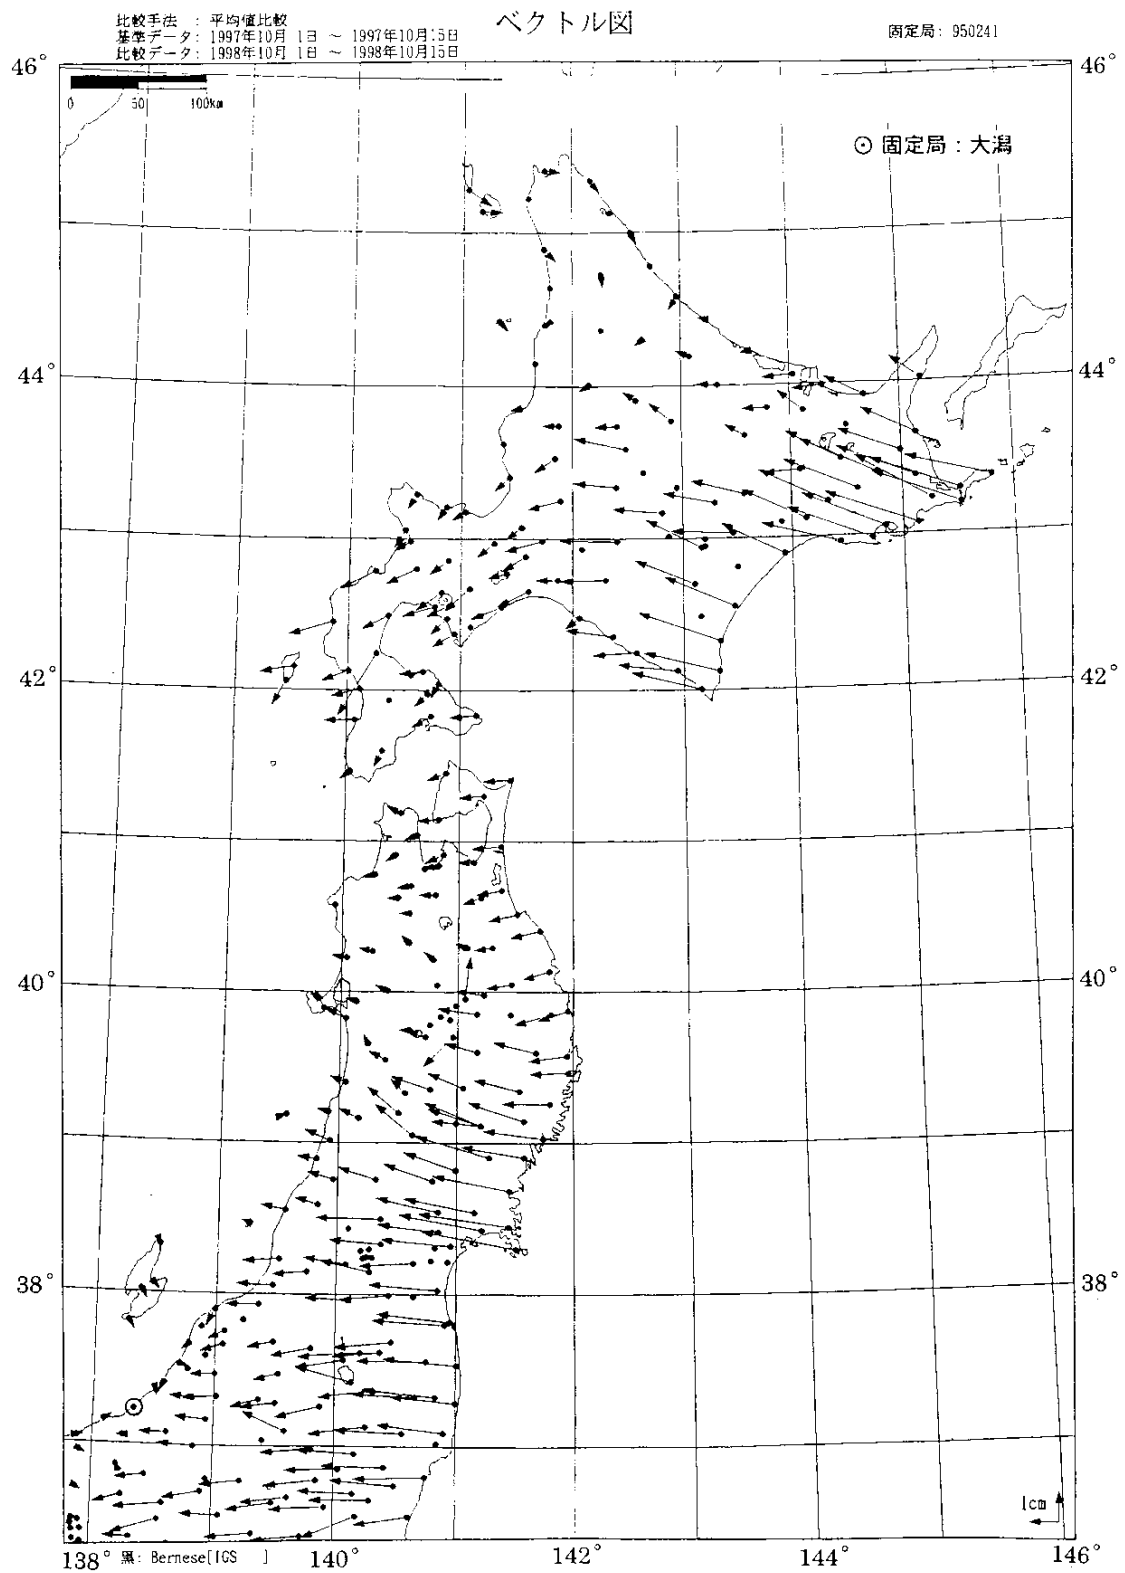 ベクトル図
比較手法 : 平均値比較
基準データ: 1997年10月 1日 ~ 1997年10月15日
比較データ: 1998年10月 1日 ~ 1998年10月15日
固定局: 950241
46° 46°
0 50 100km
固定局 : 大潟
44° 44°
42° 42°
40° 40°
38° 38°
1cm
138° 黒: Bernese[IGS ] 140° 142° 144° 146°